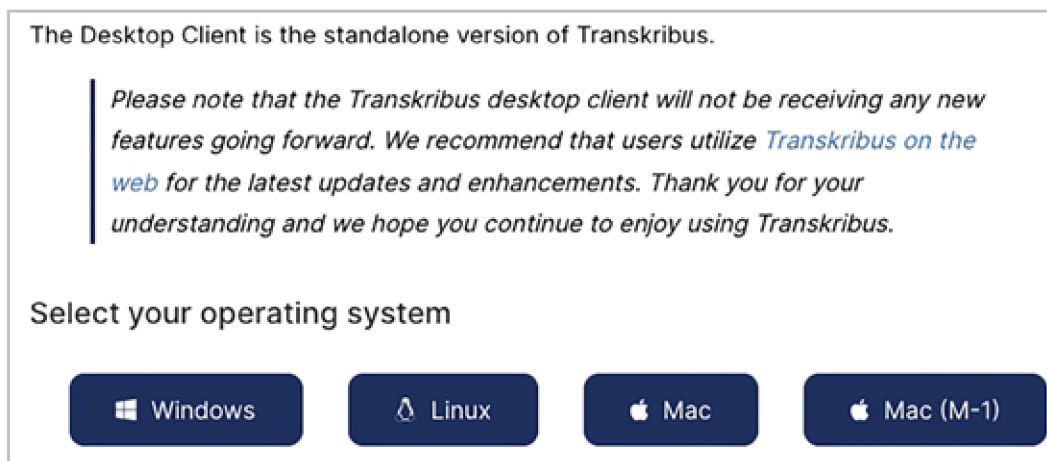 The Desktop Client is the standalone version of Transkribus.
Please note that the Transkribus desktop client will not be receiving any new
features going forward. We recommend that users utilize Transkribus on the
web for the latest updates and enhancements. Thank you for your
understanding and we hope you continue to enjoy using Transkribus.
Select your operating system
Windows Linux Mac Mac (M-1)